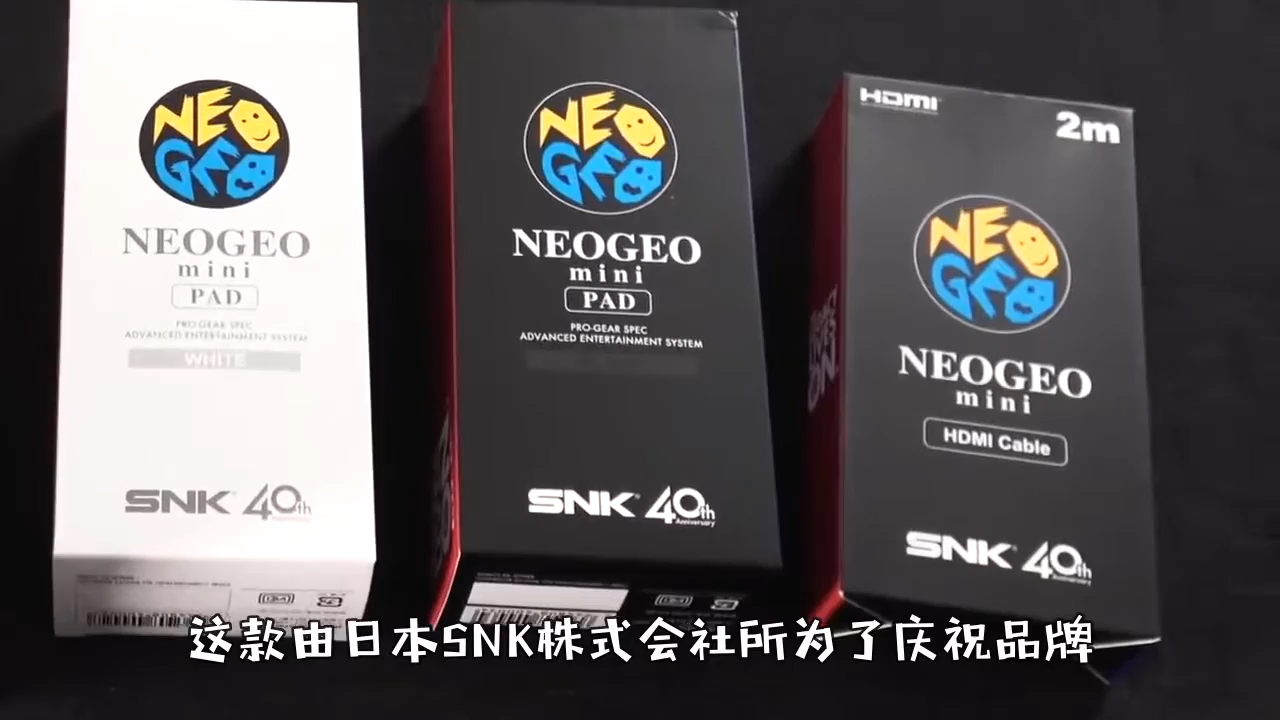 NEO
GEO
NEOGEO
mini
PAD
PRO-GEAR SPEC
ADVANCED ENTERTAINMENT SYSTEM
WHITE
SNK 40th
NEO
GEO
NEOGEO
mini
PAD
PRO-GEAR SPEC
ADVANCED ENTERTAINMENT SYSTEM
SNK 40th
Anniversary
HDMI
2m
NEO
GEO
NEOGEO
mini
HDMI Cable
SNK 40th
Anniversary
这款由日本SNK株式会社所为了庆祝品牌